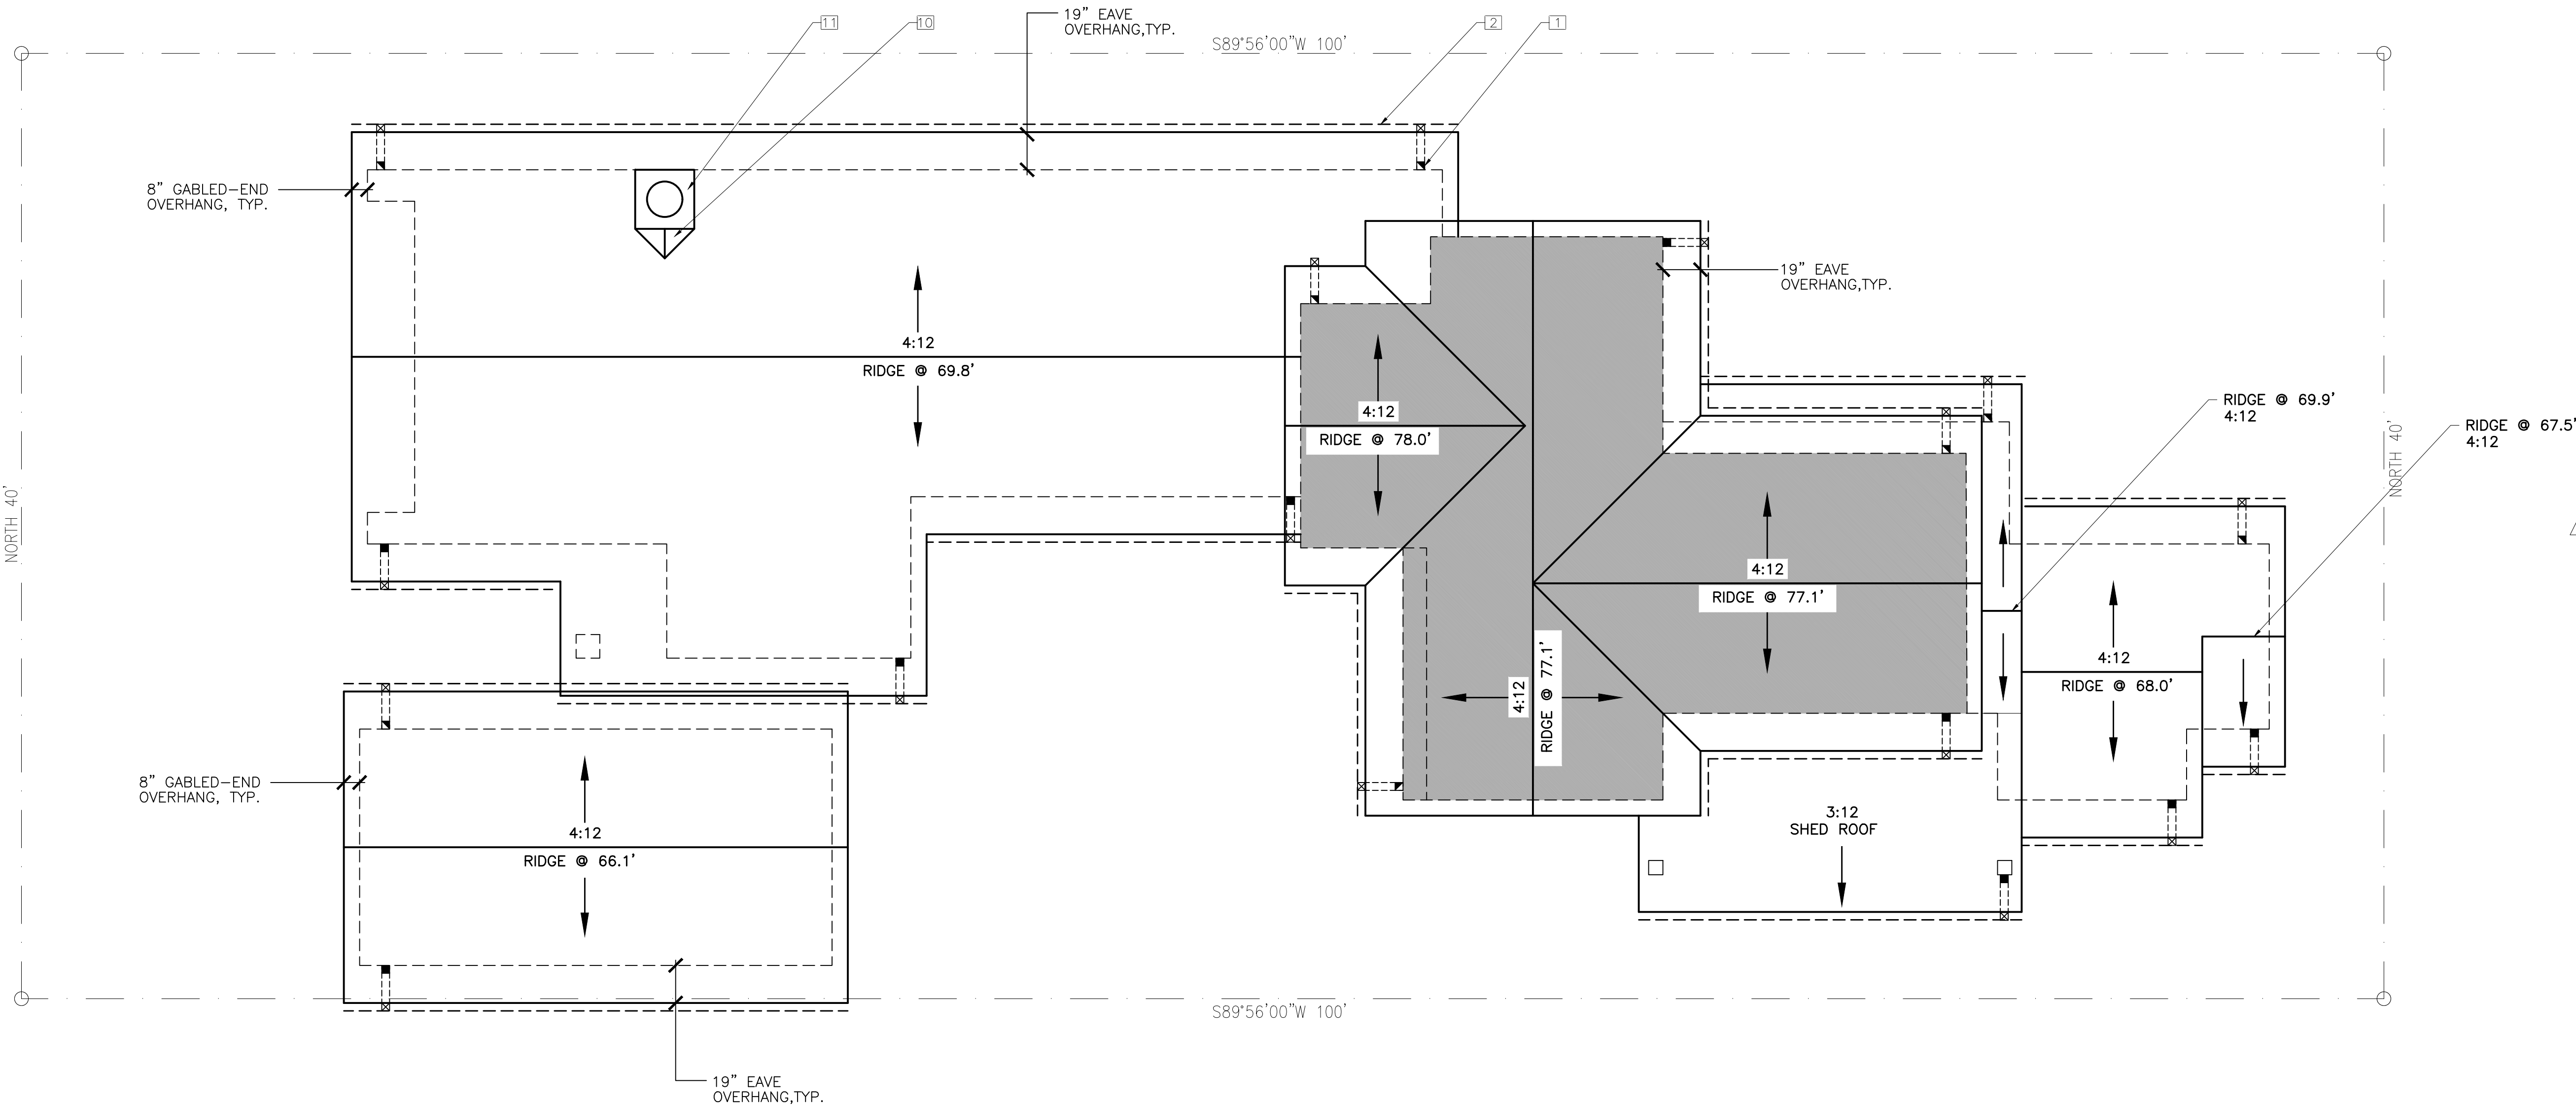 11
10
19” EAVE
OVERHANG,TYP.
2
1
S89°56’00”W 100’
8” GABLED-END
OVERHANG, TYP.
19” EAVE
OVERHANG,TYP.
4:12
RIDGE @ 69.8’
4:12
RIDGE @ 78.0’
RIDGE @ 69.9’
4:12
RIDGE @ 67.5’
4:12
NORTH 40’
NORTH 40’
4:12
RIDGE @ 77.1’
4:12
RIDGE @ 77.1’
4:12
RIDGE @ 68.0’
8” GABLED-END
OVERHANG, TYP.
4:12
RIDGE @ 66.1’
3:12
SHED ROOF
S89°56’00”W 100’
19” EAVE
OVERHANG,TYP.